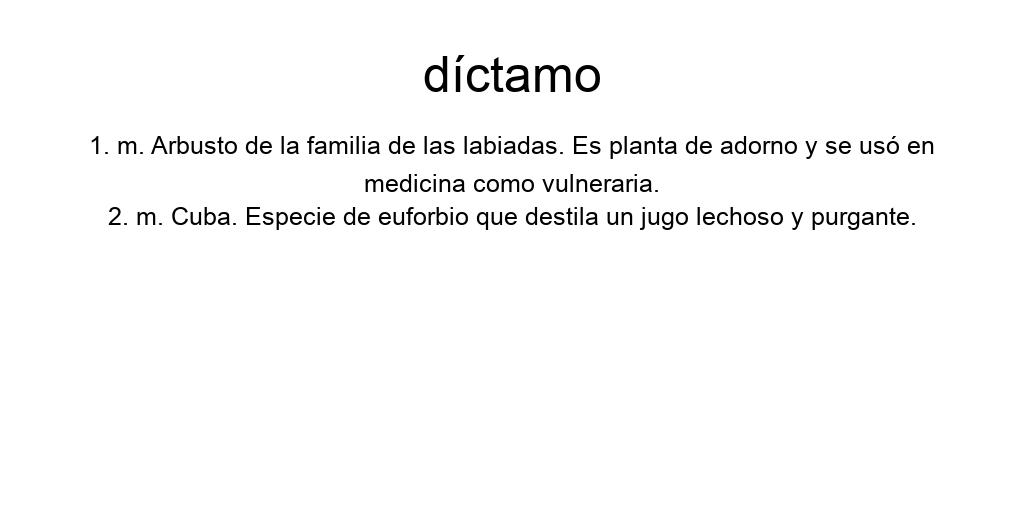 díctamo
1. m. Arbusto de la familia de las labiadas. Es planta de adorno y se usó en
medicina como vulneraria.
2. m. Cuba. Especie de euforbio que destila un jugo lechoso y purgante.